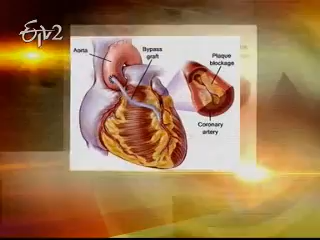 ETV2
Aorta
Bypass
graft
Plaque
blockage
Coronary
artery